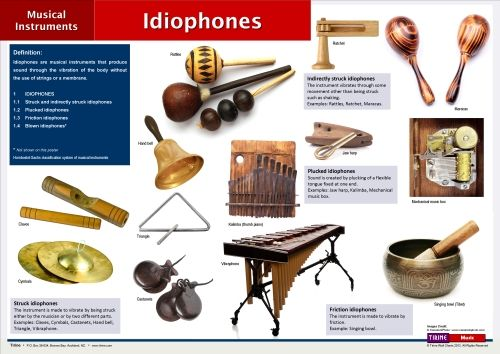 Musical
Instruments
Idiophones
Definition:
Idiophones are musical instruments that produce
sound through the vibration of the body without
the use of strings or a membrane.
1 IDIOPHONES
1.1 Struck and indirectly struck idiophones
1.2 Plucked idiophones
1.3 Friction idiophones
1.4 Blown idiophones*
* Not shown on this poster
Hornbostel-Sachs classification system of musical instruments
Rattles
Ratchet
Maracas
Indirectly struck idiophones
The instrument vibrates through some
movement other than being struck
such as shaking.
Examples: Rattles, Ratchet, Maracas.
Hand bell
Jaw harp
Plucked idiophones
Sound is created by plucking of a flexible
tongue fixed at one end.
Examples: Jaw harp, Kalimba, Mechanical
music box.
Mechanical music box
Claves
Triangle
Kalimba (thumb piano)
Cymbals
Castanets
Vibraphone
Singing bowl (Tibet)
Struck idiophones
The instrument is made to vibrate by being struck
either by the musician or by two different parts.
Examples: Claves, Cymbals, Castanets, Hand bell,
Triangle, Vibraphone.
Friction idiophones
The instrument is made to vibrate by
friction.
Example: Singing bowl.
Images Credit:
TIRIME Music